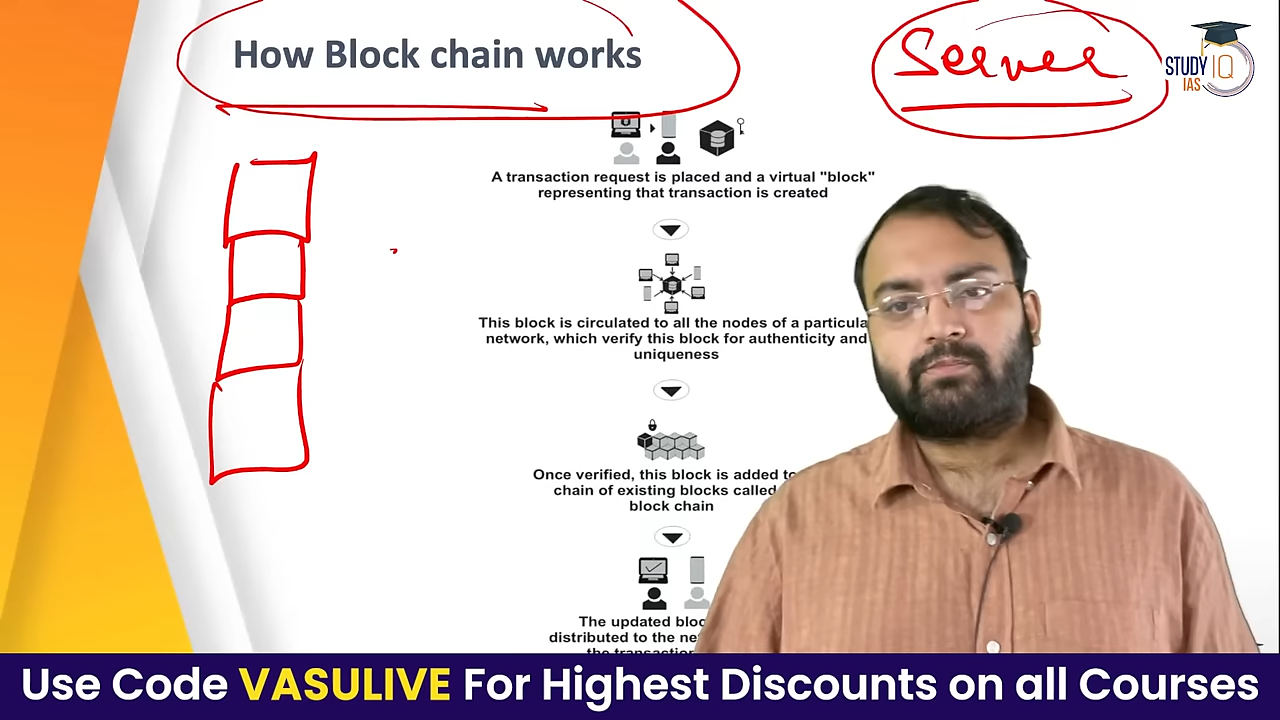 How Block chain works
Server
STUDY IQ
IAS
A transaction request is placed and a virtual "block"
representing that transaction is created
This block is circulated to all the nodes of a particula
network, which verify this block for authenticity and
uniqueness
Once verified, this block is added to
chain of existing blocks called
block chain
The updated bloc
distributed to the ne
the transaction
Use Code VASULIVE For Highest Discounts on all Courses